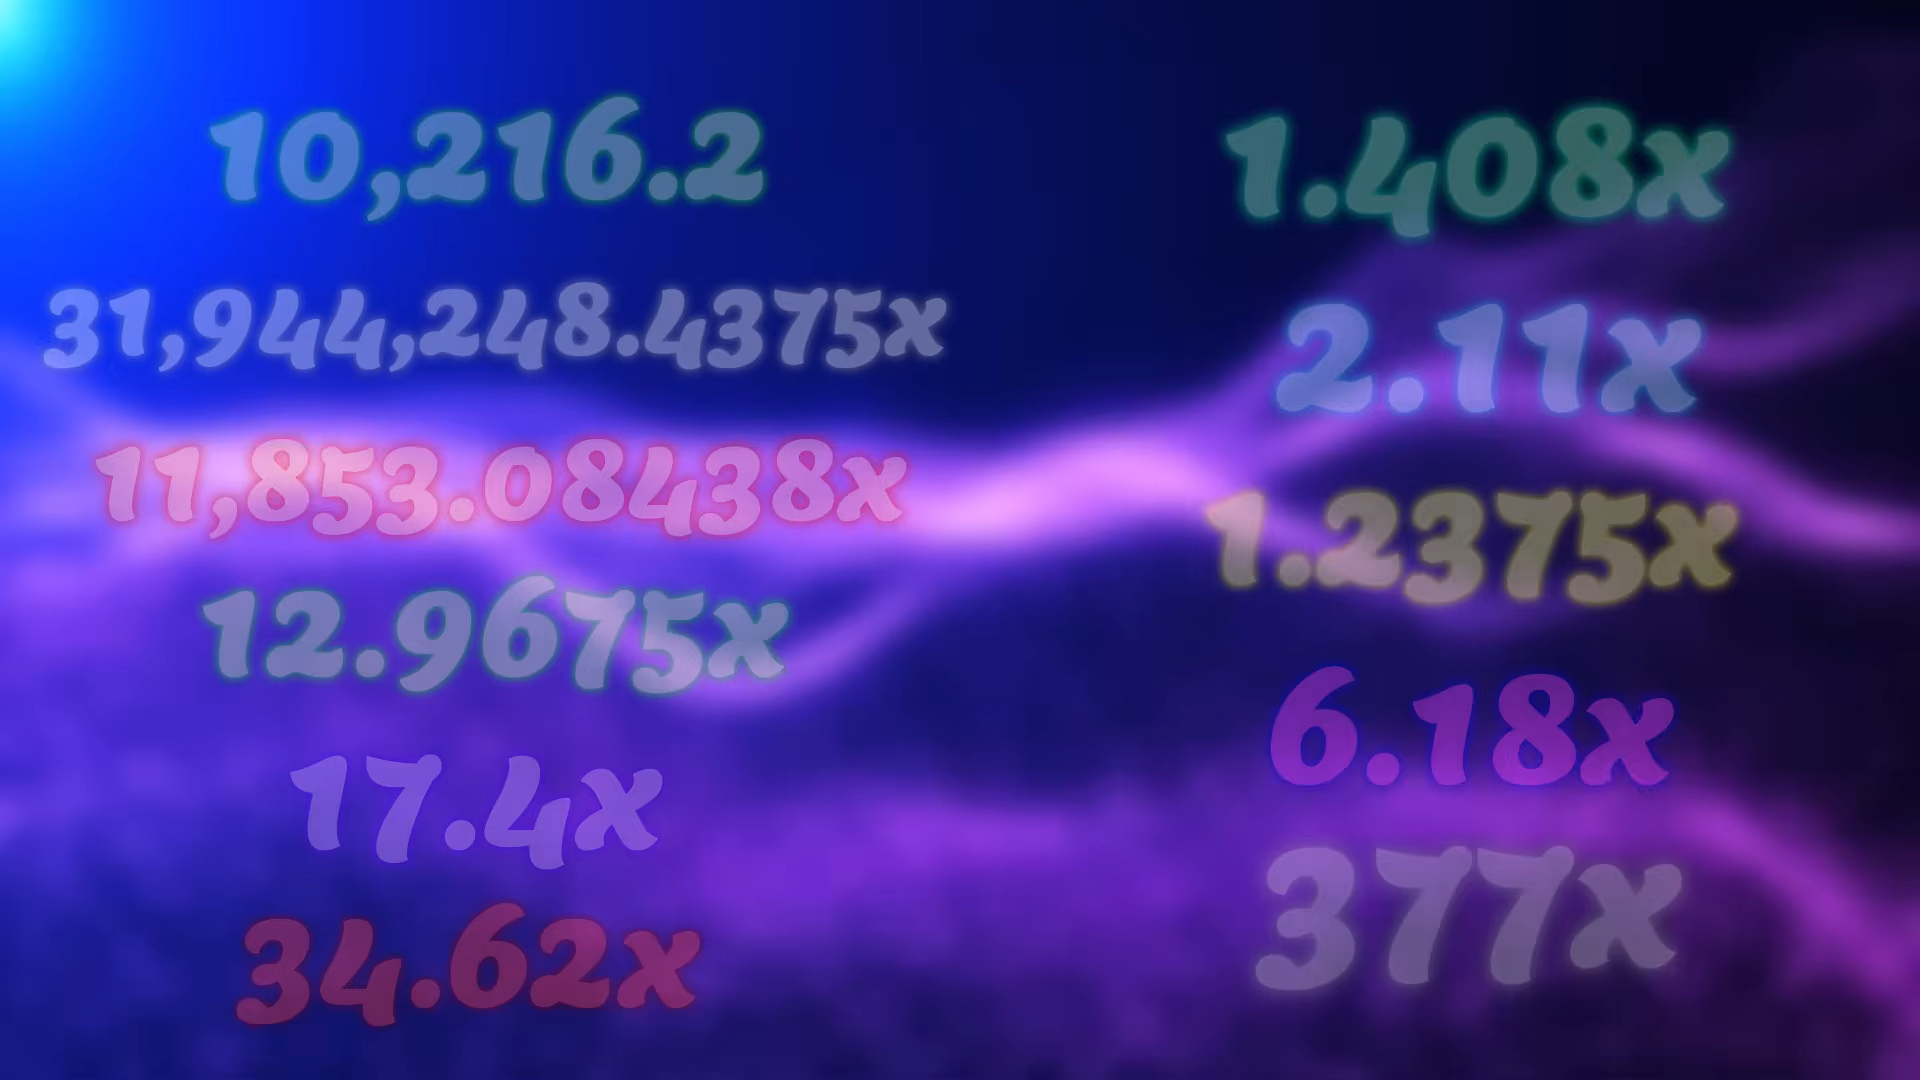 10,216.2
31,944,248.4375x
11,853.08438x
12.9675x
17.4x
34.62x
1.408x
2.11x
1.2375x
6.18x
377x